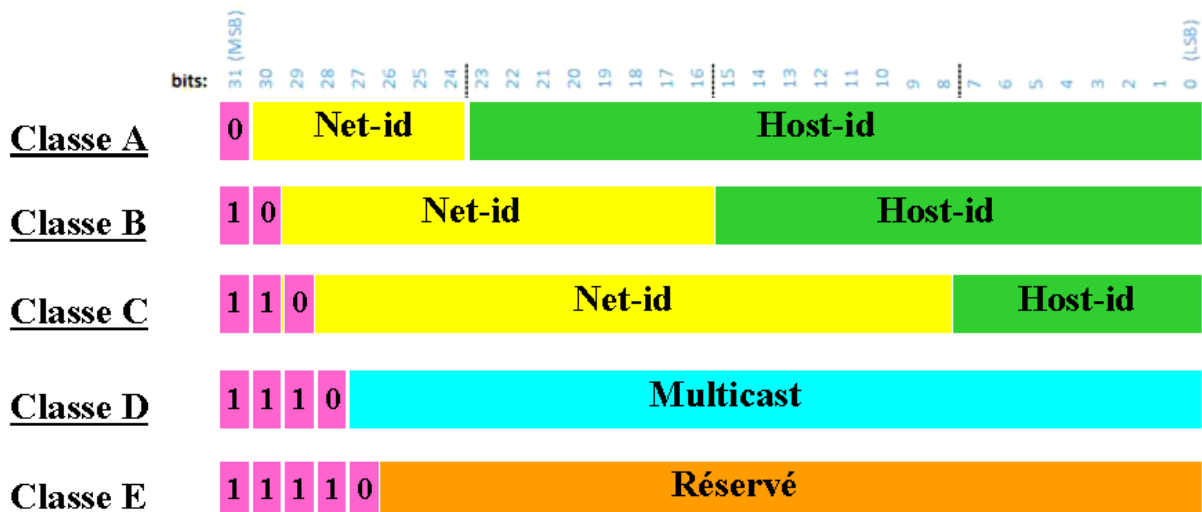 bits: 31 (MSB) 30 29 28 27 26 25 24 23 22 21 20 19 18 17 16 15 14 13 12 11 10 9 8 7 6 5 4 3 2 1 0 (LSB)
Classe A 0 Net-id Host-id
Classe B 1 0 Net-id Host-id
Classe C 1 1 0 Net-id Host-id
Classe D 1 1 1 0 Multicast
Classe E 1 1 1 1 0 Réservé